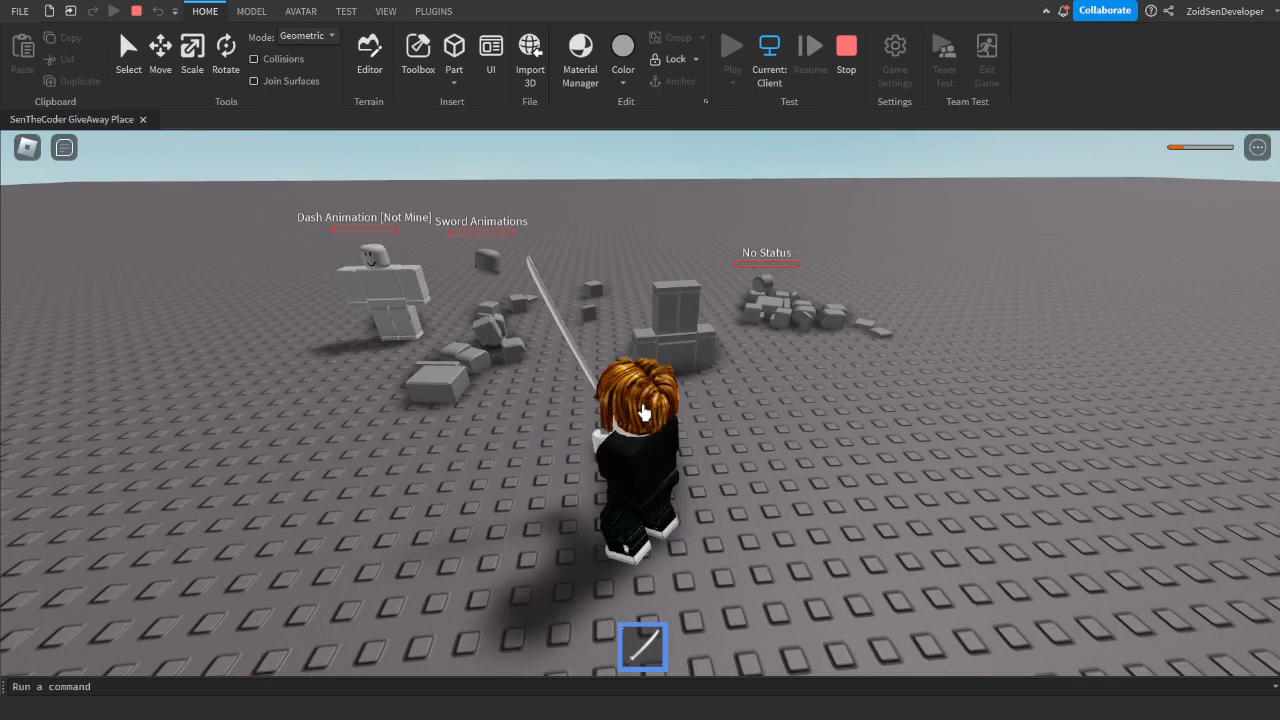 FILE HOME MODEL AVATAR TEST VIEW PLUGINS Collaborate ZoidSenDeveloper
Paste
Copy
Cut
Duplicate
Clipboard
Select
Move
Scale
Rotate
Mode: Geometric
Collisions
Join Surfaces
Tools
Editor
Terrain
Toolbox
Part
UI
Insert
Import
3D
File
Material
Manager
Color
Group
Lock
Anchor
Edit
Play
Current:
Client
Resume
Stop
Test
Game
Settings
Settings
Team
Test
Exit
Game
Team Test
SenTheCoder GiveAway Place
Dash Animation [Not Mine]
Sword Animations
No Status
Run a command